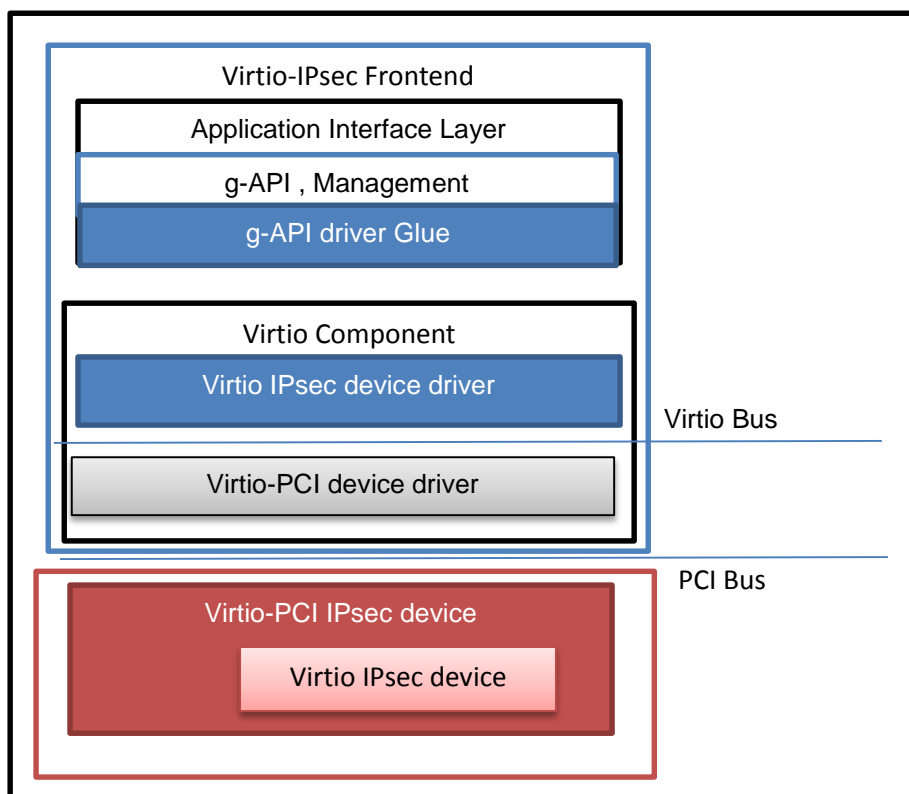 Virtio-IPsec Frontend
Application Interface Layer
g-API , Management
g-API driver Glue
Virtio Component
Virtio IPsec device driver
Virtio Bus
Virtio-PCI device driver
PCI Bus
Virtio-PCI IPsec device
Virtio IPsec device